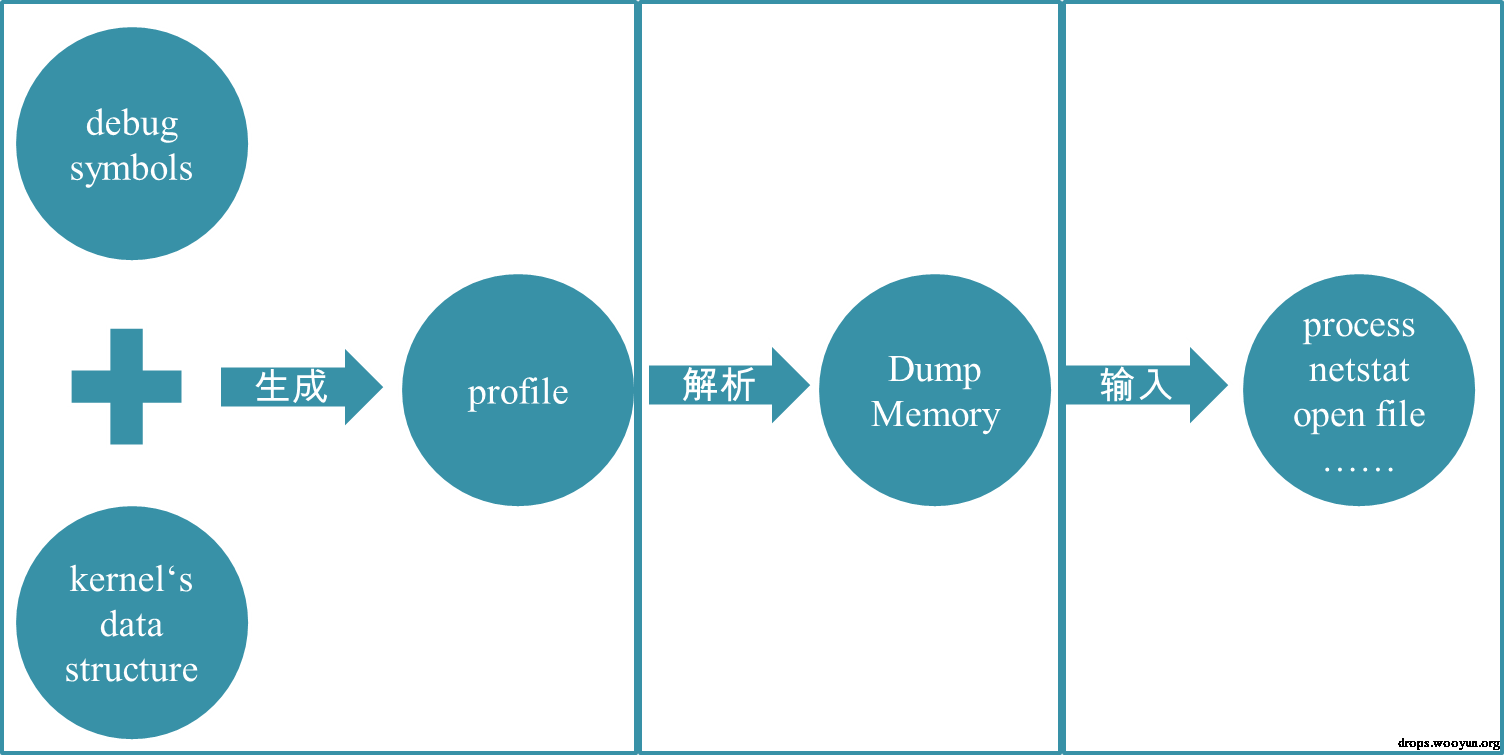 debug
symbols
生成
kernel‘s
data
structure
profile
解析
Dump
Memory
输入
process
netstat
open file
……
drops.wooyun.org